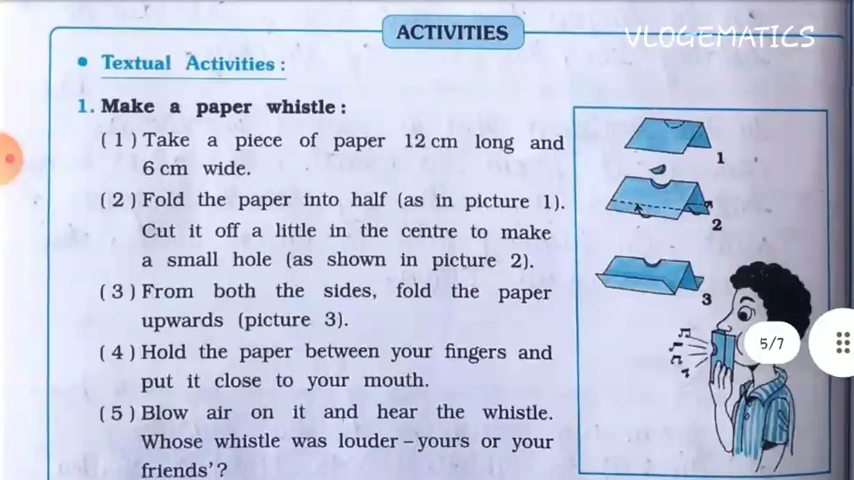 ACTIVITIES
VLOGEMATICS
• Textual Activities :
1. Make a paper whistle :
( 1 ) Take a piece of paper 12 cm long and
6 cm wide.
( 2 ) Fold the paper into half (as in picture 1).
Cut it off a little in the centre to make
a small hole (as shown in picture 2).
( 3 ) From both the sides, fold the paper
upwards (picture 3).
( 4 ) Hold the paper between your fingers and
put it close to your mouth.
( 5 ) Blow air on it and hear the whistle.
Whose whistle was louder – yours or your
friends'?
1
2
3
5/7